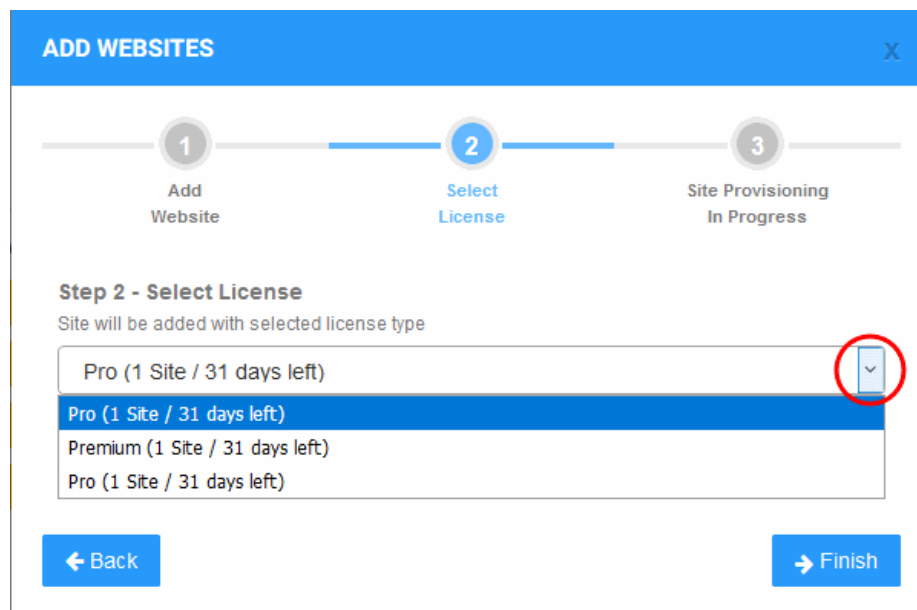 ADD WEBSITES
x
1
2
3
Add
Website
Select
License
Site Provisioning
In Progress
Step 2 - Select License
Site will be added with selected license type
Pro (1 Site / 31 days left)
Pro (1 Site / 31 days left)
Premium (1 Site / 31 days left)
Pro (1 Site / 31 days left)
Back
Finish